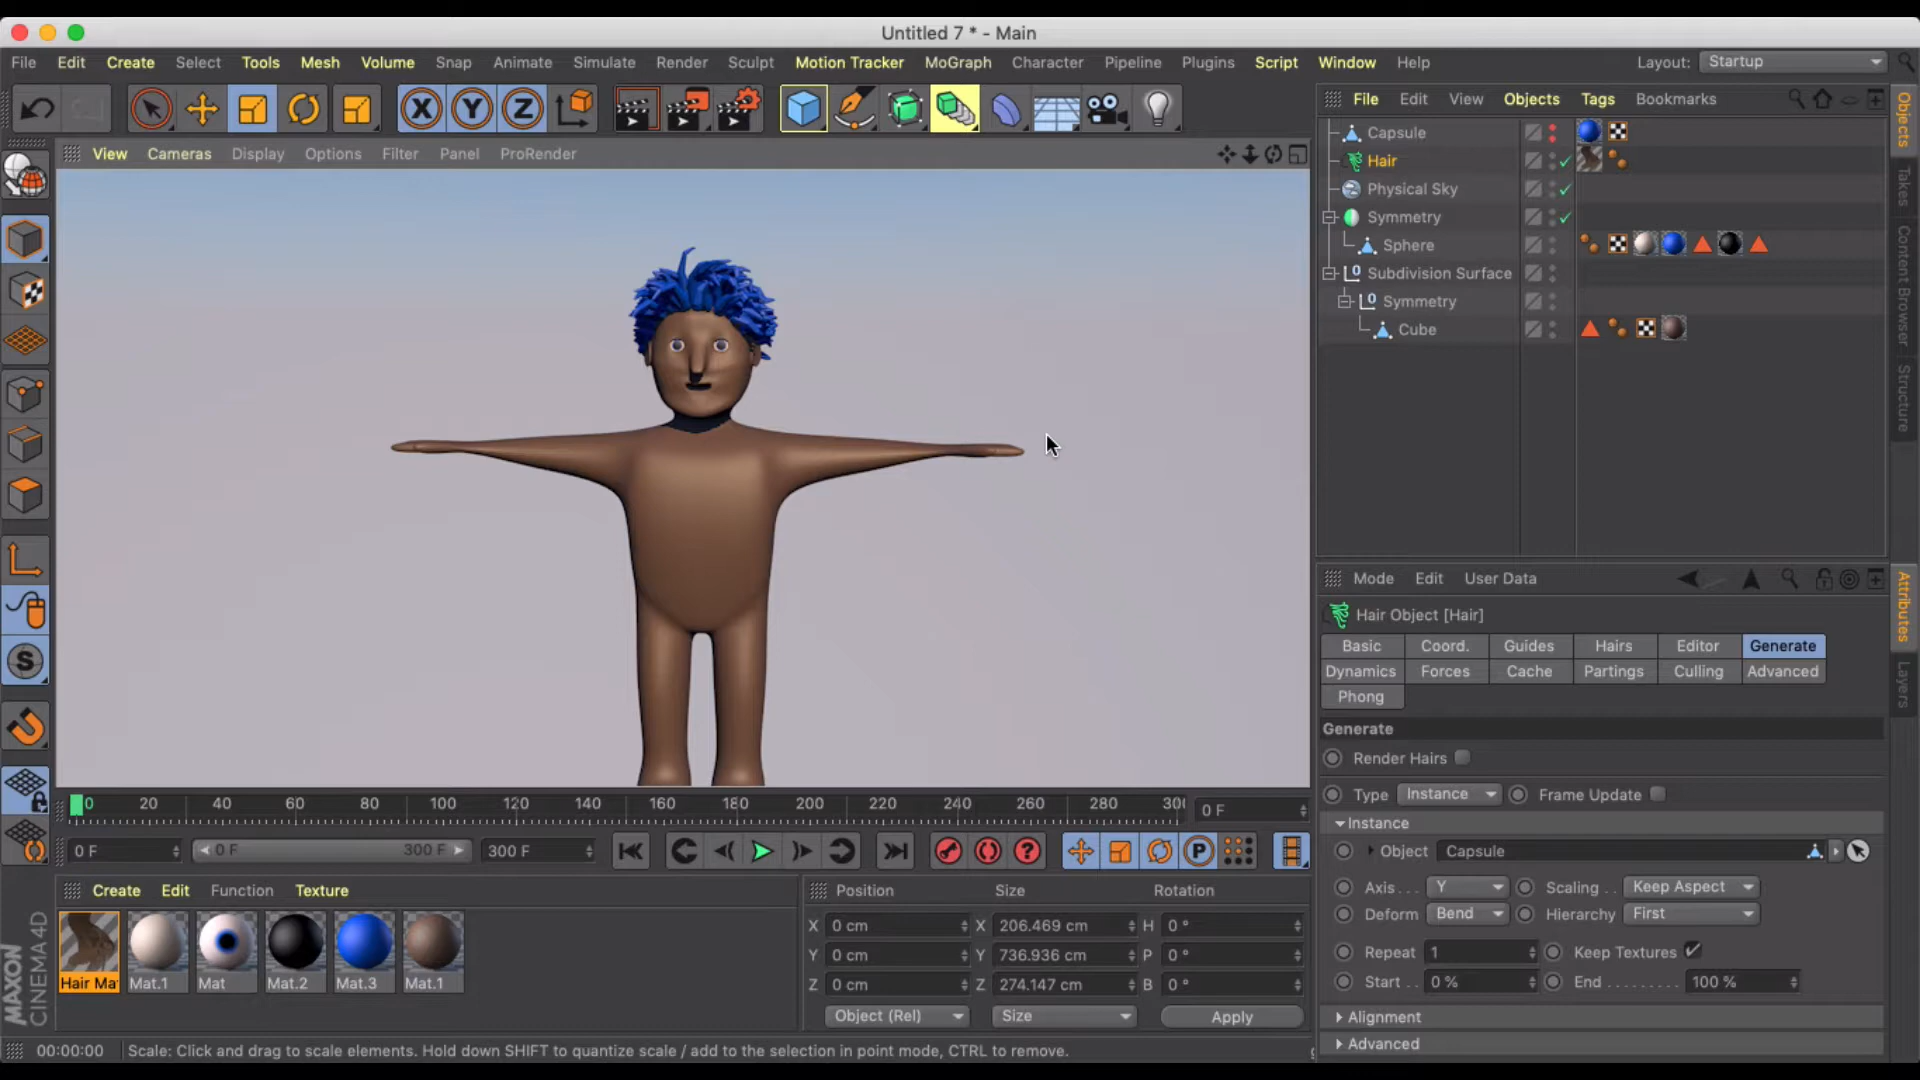 Untitled 7 * - Main
File Edit Create Select Tools Mesh Volume Snap Animate Simulate Render Sculpt Motion Tracker MoGraph Character Pipeline Plugins Script Window Help Layout: Startup
X Y Z
File Edit View Objects Tags Bookmarks
View Cameras Display Options Filter Panel ProRender
Capsule
Hair
Physical Sky
Symmetry
Sphere
Subdivision Surface
Symmetry
Cube
Objects
Takes
Content Browser
Structure
Mode Edit User Data
Hair Object [Hair]
Basic Coord. Guides Hairs Editor Generate
Dynamics Forces Cache Partings Culling Advanced
Phong
Generate
Render Hairs
Type Instance Frame Update
Instance
Object Capsule
Axis . . . Y Scaling . . Keep Aspect
Deform Bend Hierarchy First
Repeat 1 Keep Textures
Start . . 0 % End . . . . . . . . . 100 %
Alignment
Advanced
Attributes
Layers
0 20 40 60 80 100 120 140 160 180 200 220 240 260 280 300 0 F
0 F 0 F 300 F 300 F
Create Edit Function Texture
Hair Ma Mat.1 Mat Mat.2 Mat.3 Mat.1
Position Size Rotation
X 0 cm X 206.469 cm H 0 °
Y 0 cm Y 736.936 cm P 0 °
Z 0 cm Z 274.147 cm B 0 °
Object (Rel) Size Apply
MAXON
CINEMA 4D
00:00:00 Scale: Click and drag to scale elements. Hold down SHIFT to quantize scale / add to the selection in point mode, CTRL to remove.